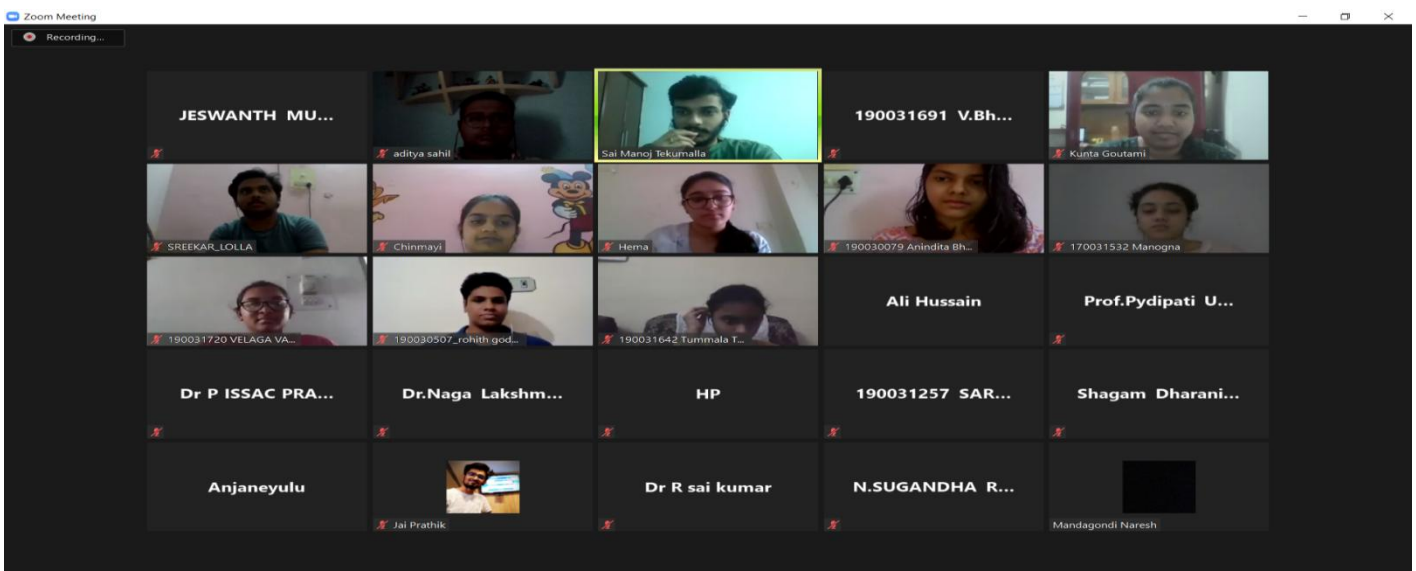 Zoom Meeting
Recording...
JESWANTH MU...
aditya sahil
Sai Manoj Tekumalla
190031691 V.Bh...
Kunta Goutami
SREEKAR_LOLLA
Chinmayi
Hema
190030079 Anindita Bh...
170031532 Manogna
190031720 VELAGA VA...
190030507_rohith god...
190031642 Tummala T...
Ali Hussain
Prof.Pydipati U...
Dr P ISSAC PRA...
Dr.Naga Lakshm...
HP
190031257 SAR...
Shagam Dharani...
Anjaneyulu
Jai Prathik
Dr R sai kumar
N.SUGANDHA R...
Mandagondi Naresh